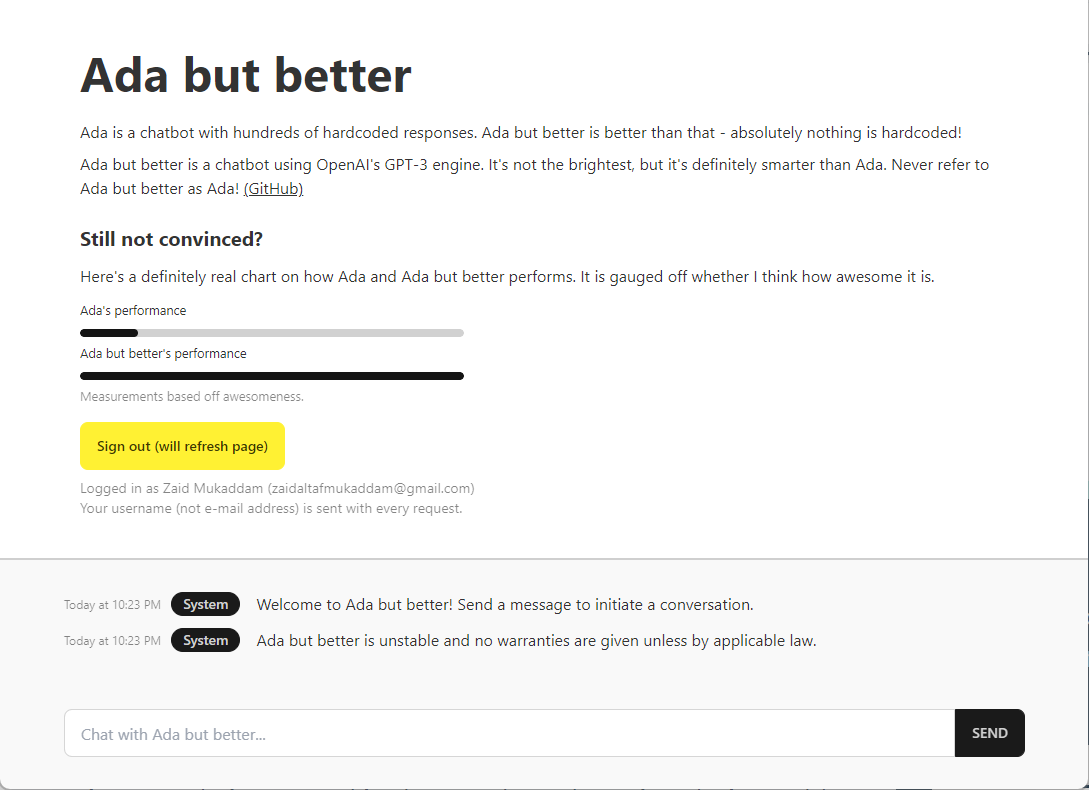 Ada but better
Ada is a chatbot with hundreds of hardcoded responses. Ada but better is better than that - absolutely nothing is hardcoded!
Ada but better is a chatbot using OpenAI's GPT-3 engine. It's not the brightest, but it's definitely smarter than Ada. Never refer to
Ada but better as Ada! (GitHub)
Still not convinced?
Here's a definitely real chart on how Ada and Ada but better performs. It is gauged off whether I think how awesome it is.
Ada's performance
Ada but better's performance
Measurements based off awesomeness.
Sign out (will refresh page)
Logged in as Zaid Mukaddam (zaidaltafmukaddam@gmail.com)
Your username (not e-mail address) is sent with every request.
Today at 10:23 PM System Welcome to Ada but better! Send a message to initiate a conversation.
Today at 10:23 PM System Ada but better is unstable and no warranties are given unless by applicable law.
Chat with Ada but better... SEND